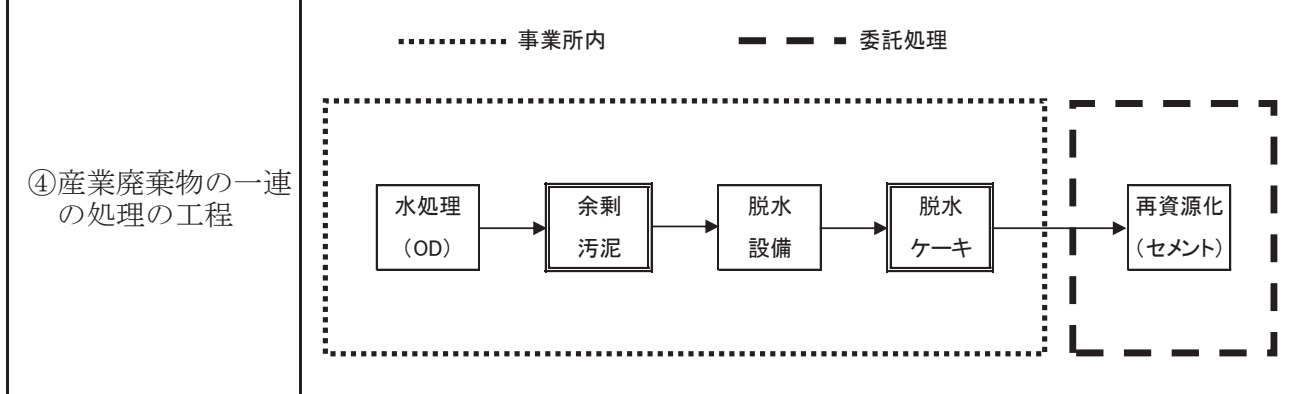 事業所内
委託処理
④産業廃棄物の一連
の処理の工程
水処理
（OD）
余剰
汚泥
脱水
設備
脱水
ケーキ
再資源化
（セメント）